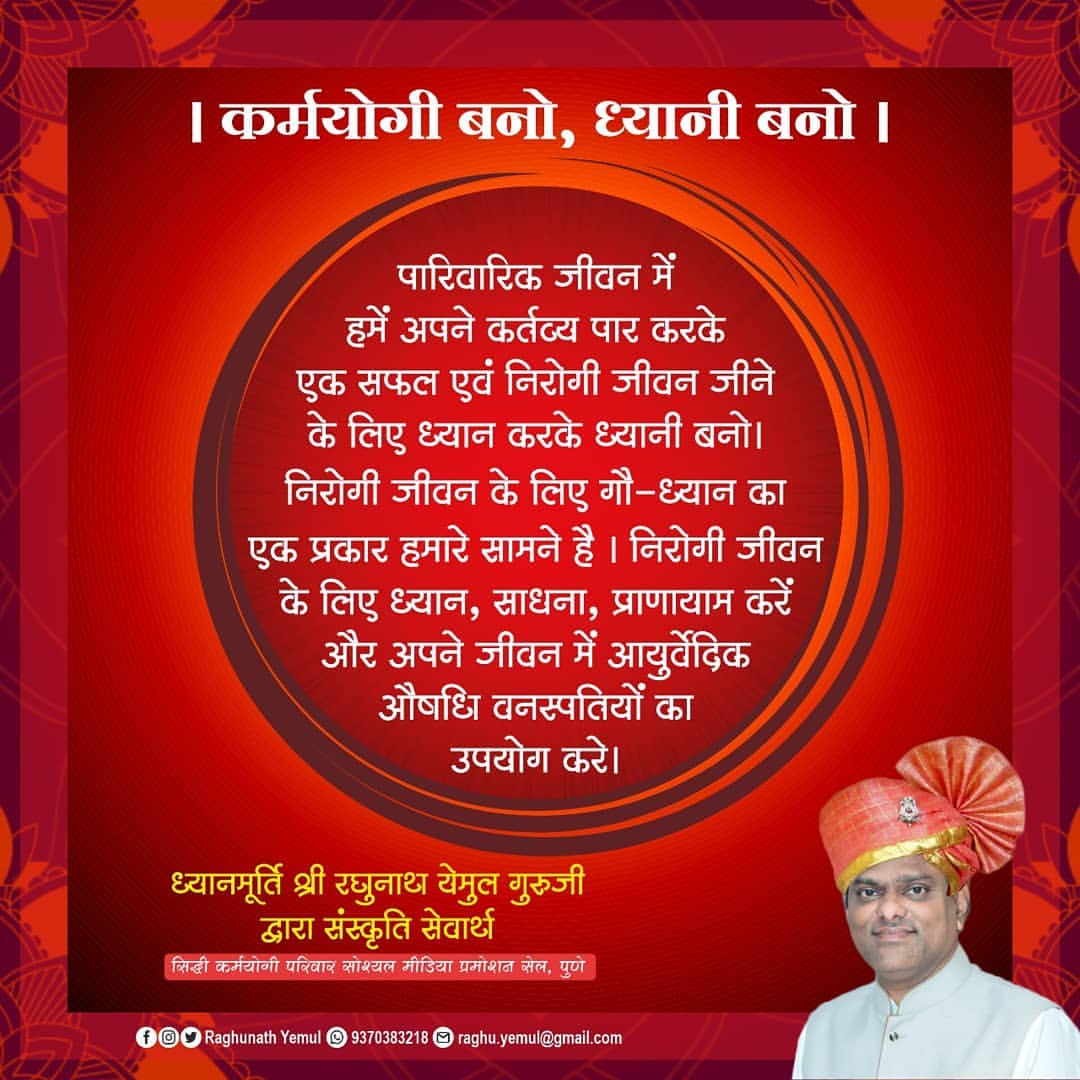 । कर्मयोगी बनो, ध्यानी बनो ।
पारिवारिक जीवन में
हमें अपने कर्तव्य पार करके
एक सफल एवं निरोगी जीवन जीने
के लिए ध्यान करके ध्यानी बनो।
निरोगी जीवन के लिए गौ-ध्यान का
एक प्रकार हमारे सामने है । निरोगी जीवन
के लिए ध्यान, साधना, प्राणायाम करें
और अपने जीवन में आयुर्वेदिक
औषधि वनस्पतियों का
उपयोग करे।
ध्यानमूर्ति श्री रघुनाथ येमुल गुरुजी
द्वारा संस्कृति सेवार्थ
सिद्धी कर्मयोगी परिवार सोश्यल मीडिया प्रमोशन सेल, पुणे
Raghunath Yemul 9370383218 raghu.yemul@gmail.com